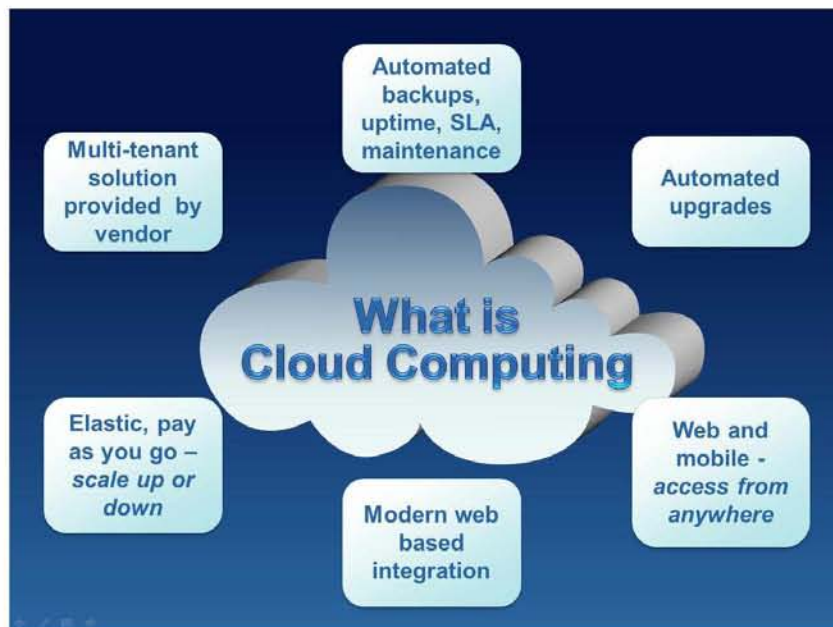 Automated
backups,
uptime, SLA,
maintenance
Multi-tenant
solution
provided by
vendor
Automated
upgrades
What is
Cloud Computing
Elastic, pay
as you go –
scale up or
down
Web and
mobile -
access from
anywhere
Modern web
based
integration